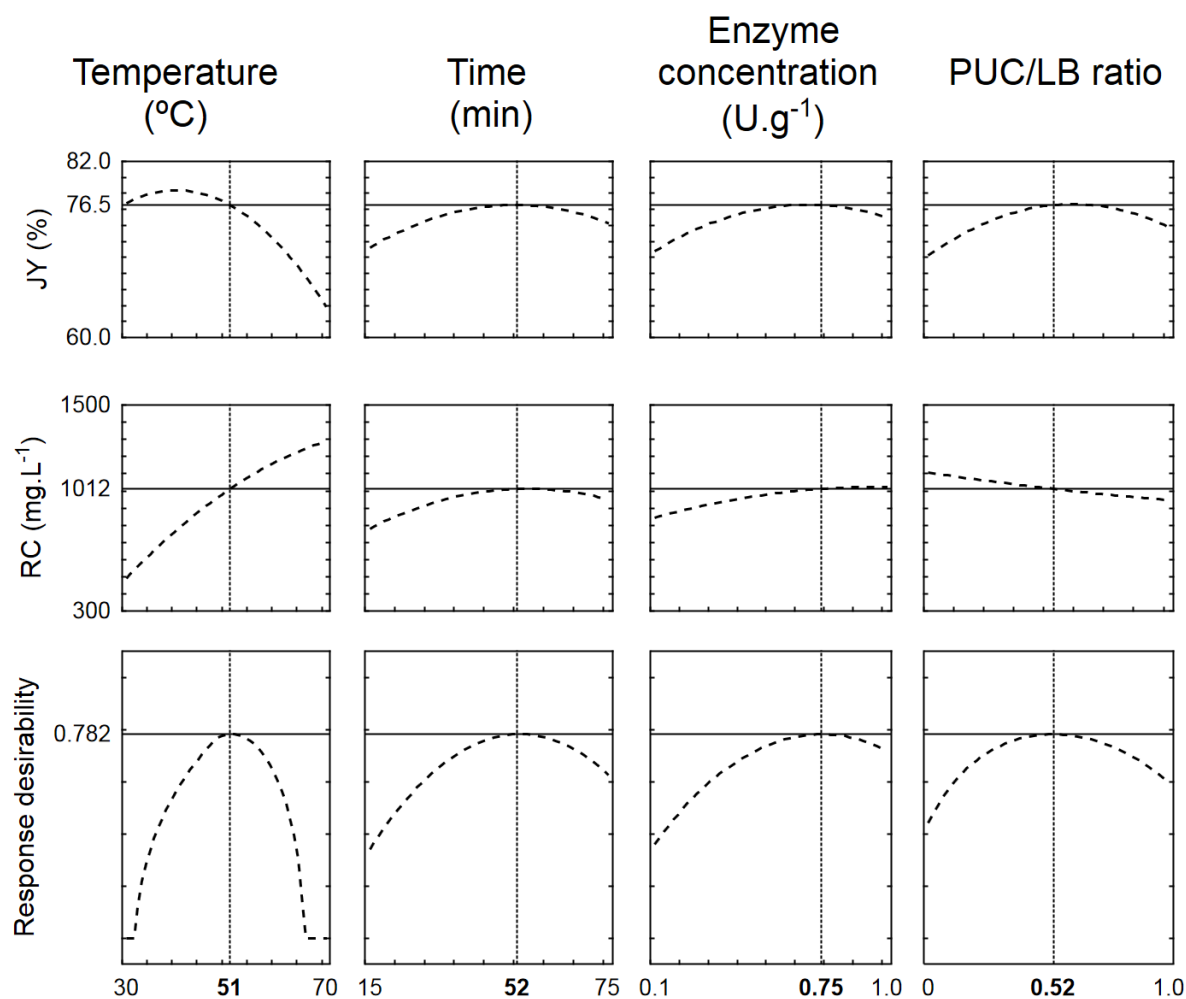 Temperature
(ºC)
Time
(min)
Enzyme
concentration
(U.g-1)
PUC/LB ratio
JY (%)
82.0
76.5
60.0
RC (mg.L-1)
1500
1012
300
Response desirability
0.782
30 51 70
15 52 75
0.1 0.75 1.0
0 0.52 1.0